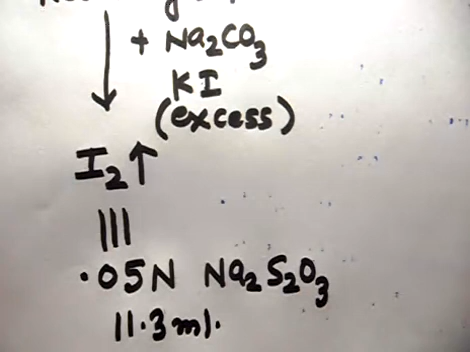 + Na₂CO₃
KI
(excess)
I₂↑
|||
.05N Na₂S₂O₃
11.3 ml.